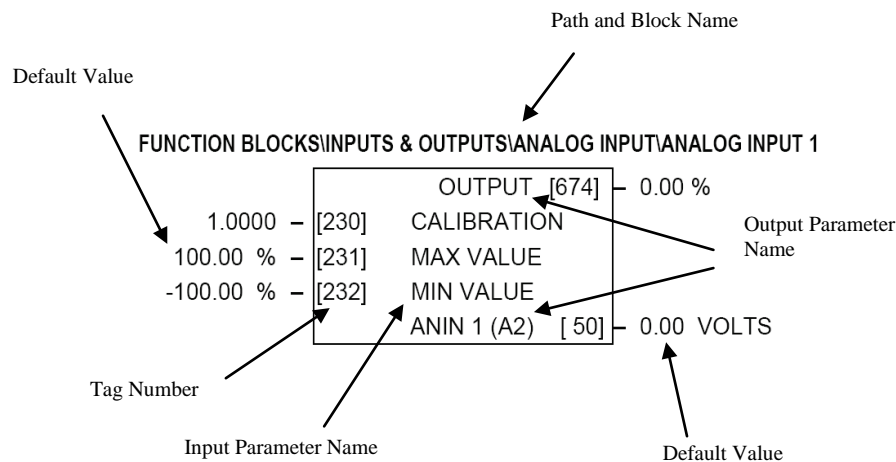 Path and Block Name
Default Value
FUNCTION BLOCKS\INPUTS & OUTPUTS\ANALOG INPUT\ANALOG INPUT 1
OUTPUT [674] – 0.00 %
1.0000 – [230] CALIBRATION
100.00 % – [231] MAX VALUE
-100.00 % – [232] MIN VALUE
ANIN 1 (A2) [ 50] – 0.00 VOLTS
Output Parameter
Name
Tag Number
Input Parameter Name
Default Value